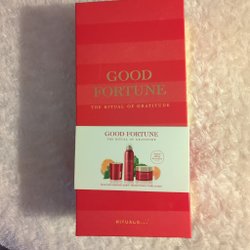 GOOD
FORTUNE
THE RITUAL OF GRATITUDE
GOOD FORTUNE
THE RITUAL OF GRATITUDE
RITUALS...